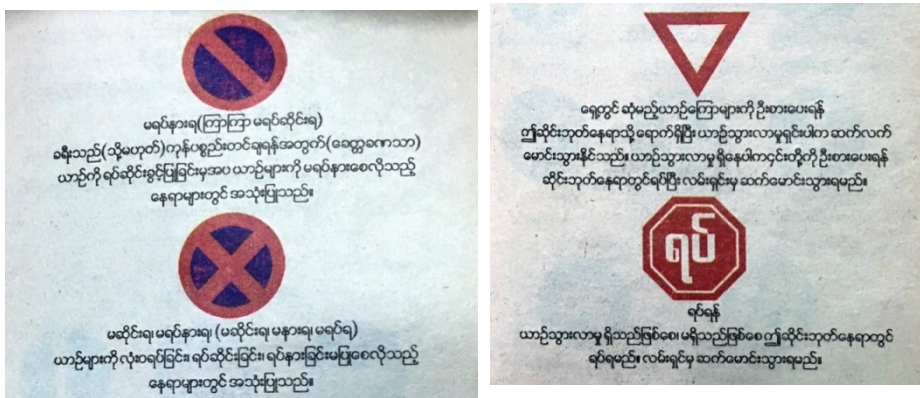 မရပ်နားရ(ကြာကြာ မရပ်ဆိုင်းရ)
ခရီးသည်(သို့မဟုတ်)ကုန်ပစ္စည်းတင်ချရန်အတွက်(ခေတ္တခဏသာ)
ယာဉ်ကို ရပ်ဆိုင်းခွင့်ပြုခြင်းမှအပ ယာဉ်များကို မရပ်နားစေလိုသည့်
နေရာများတွင် အသုံးပြုသည်။
မဆိုင်းရ၊ မရပ်နားရ၊ (မဆိုင်းရ၊ မနားရ၊ မရပ်ရ)
ယာဉ်များကို လုံးဝရပ်ခြင်း၊ ရပ်ဆိုင်းခြင်း၊ ရပ်နားခြင်းမပြုစေလိုသည့်
နေရာများတွင် အသုံးပြုသည်။
ရှေ့တွင် ဆုံမည့်ယာဉ်ကြောများကို ဦးစားပေးရန်
ဤဆိုင်းဘုတ်နေရာသို့ ရောက်ရှိပြီး ယာဉ်သွားလာမှုရှင်းပါက ဆက်လက်
မောင်းသွားနိုင်သည်။ ယာဉ်သွားလာမှု ရှိနေပါက၎င်းတို့ကို ဦးစားပေးရန်
ဆိုင်းဘုတ်နေရာတွင်ရပ်ပြီး လမ်းရှင်းမှ ဆက်မောင်းသွားရမည်။
ရပ်
ရပ်ရန်
ယာဉ်သွားလာမှု ရှိသည်ဖြစ်စေ၊ မရှိသည်ဖြစ်စေ ဤဆိုင်းဘုတ်နေရာတွင်
ရပ်ရမည်။ လမ်းရှင်မှ ဆက်မောင်းသွားရမည်။